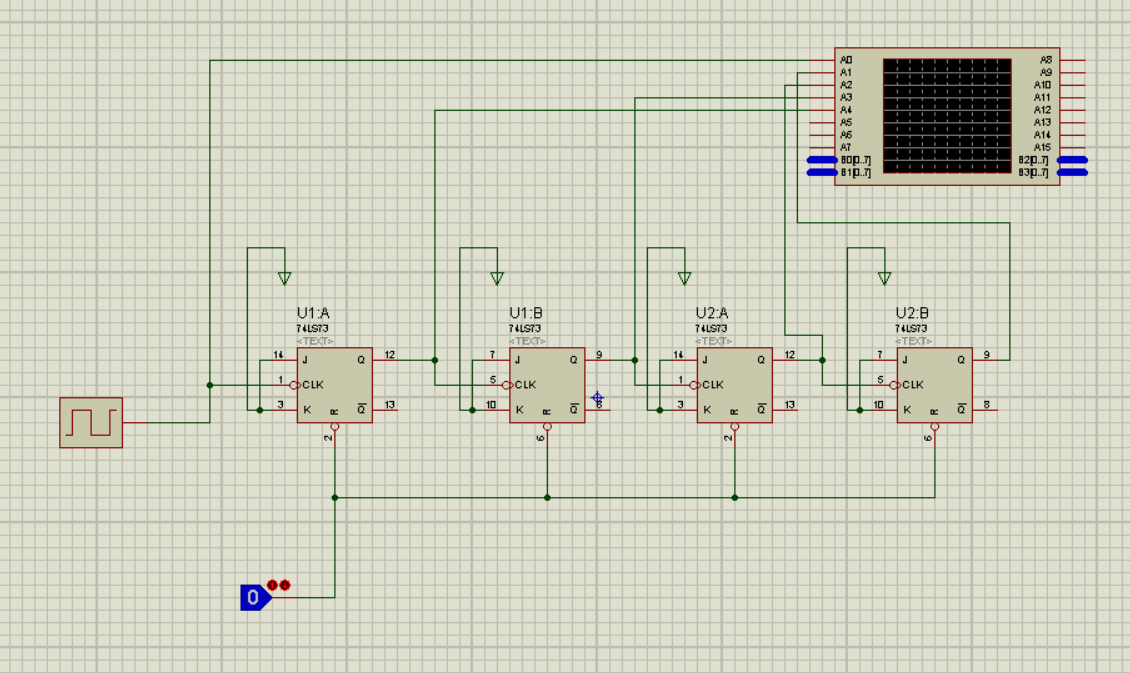 A0 A8
A1 A9
A2 A10
A3 A11
A4 A12
A5 A13
A6 A14
A7 A15
B0[0..7] B2[0..7]
B1[0..7] B3[0..7]
U1:A U1:B U2:A U2:B
74LS73 74LS73 74LS73 74LS73
<TEXT> <TEXT> <TEXT> <TEXT>
14 J Q 12 7 J Q 9 14 J Q 12 7 J Q 9
1 CLK 5 CLK 1 CLK 5 CLK
3 K R Q 13 10 K R Q 8 3 K R Q 13 10 K R Q 8
2 6 2 6
0